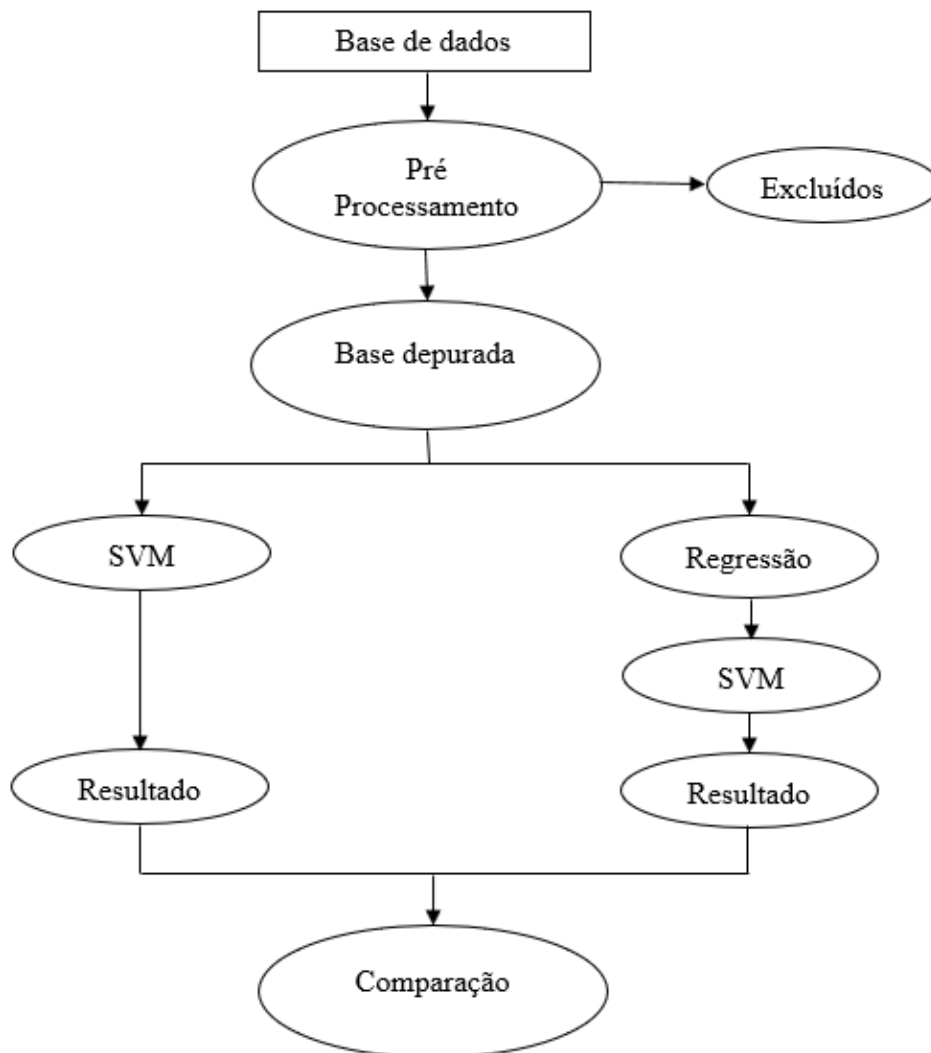 Base de dados
Pré
Processamento
Excluídos
Base depurada
SVM
Regressão
SVM
Resultado
Resultado
Comparação